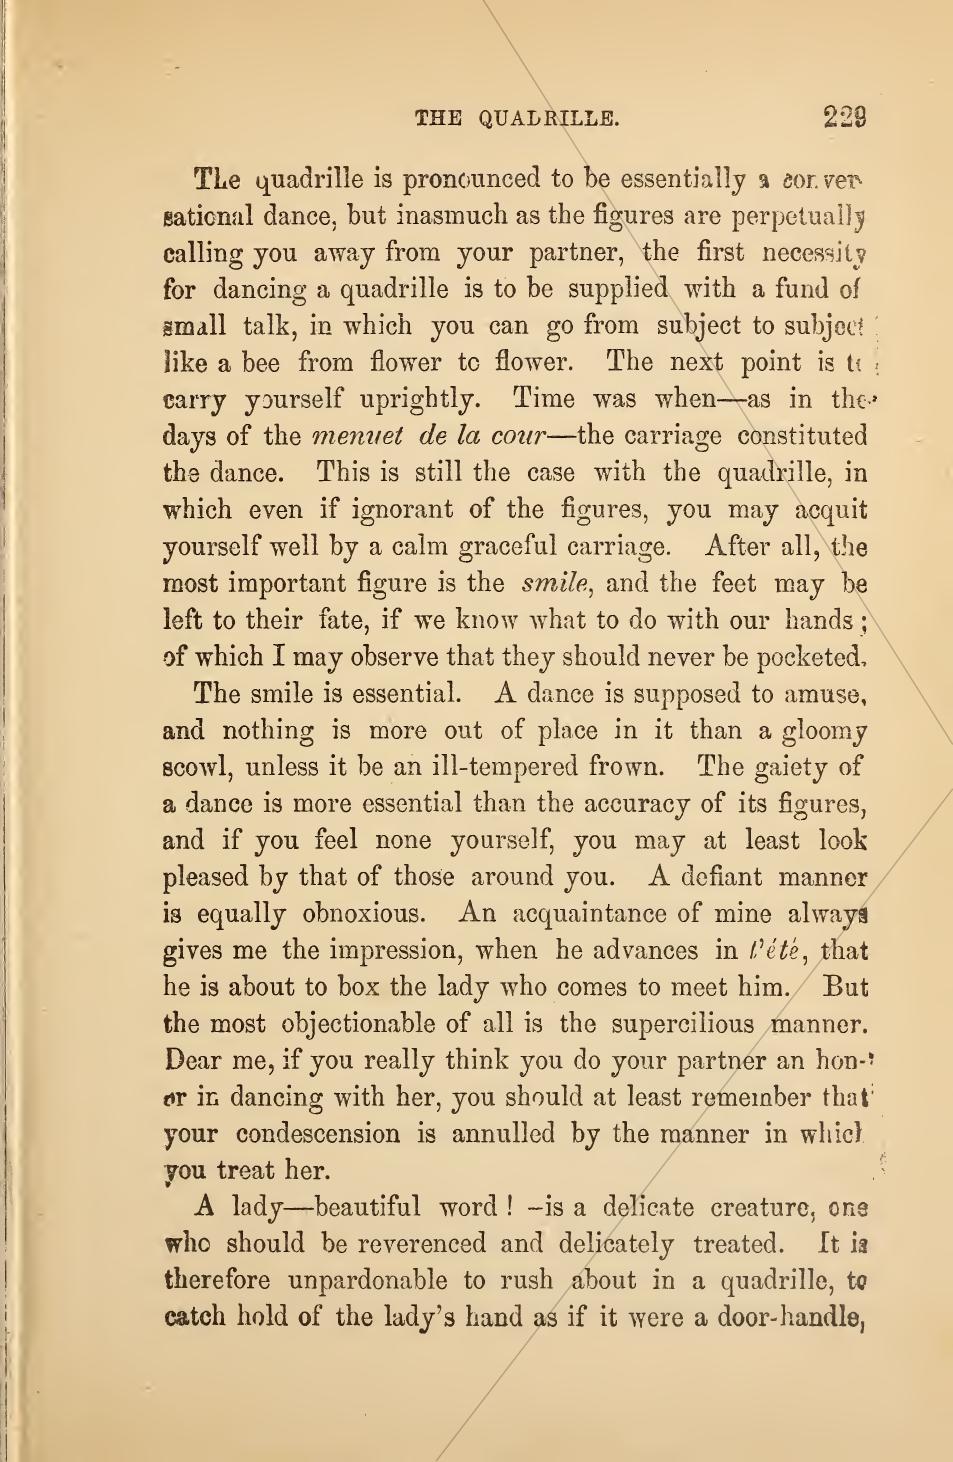 THE QUADRILLE. 229
The quadrille is pronounced to be essentially a conver-
sational dance, but inasmuch as the figures are perpetually
calling you away from your partner, the first necessity
for dancing a quadrille is to be supplied with a fund of
small talk, in which you can go from subject to subject
like a bee from flower to flower. The next point is to
carry yourself uprightly. Time was when—as in the
days of the menuet de la cour—the carriage constituted
the dance. This is still the case with the quadrille, in
which even if ignorant of the figures, you may acquit
yourself well by a calm graceful carriage. After all, the
most important figure is the smile, and the feet may be
left to their fate, if we know what to do with our hands;
of which I may observe that they should never be pocketed.
The smile is essential. A dance is supposed to amuse,
and nothing is more out of place in it than a gloomy
scowl, unless it be an ill-tempered frown. The gaiety of
a dance is more essential than the accuracy of its figures,
and if you feel none yourself, you may at least look
pleased by that of those around you. A defiant manner
is equally obnoxious. An acquaintance of mine always
gives me the impression, when he advances in l'été, that
he is about to box the lady who comes to meet him. But
the most objectionable of all is the supercilious manner.
Dear me, if you really think you do your partner an hon-
or in dancing with her, you should at least remember that
your condescension is annulled by the manner in which
you treat her.
A lady—beautiful word!—is a delicate creature, one
who should be reverenced and delicately treated. It is
therefore unpardonable to rush about in a quadrille, to
catch hold of the lady's hand as if it were a door-handle,